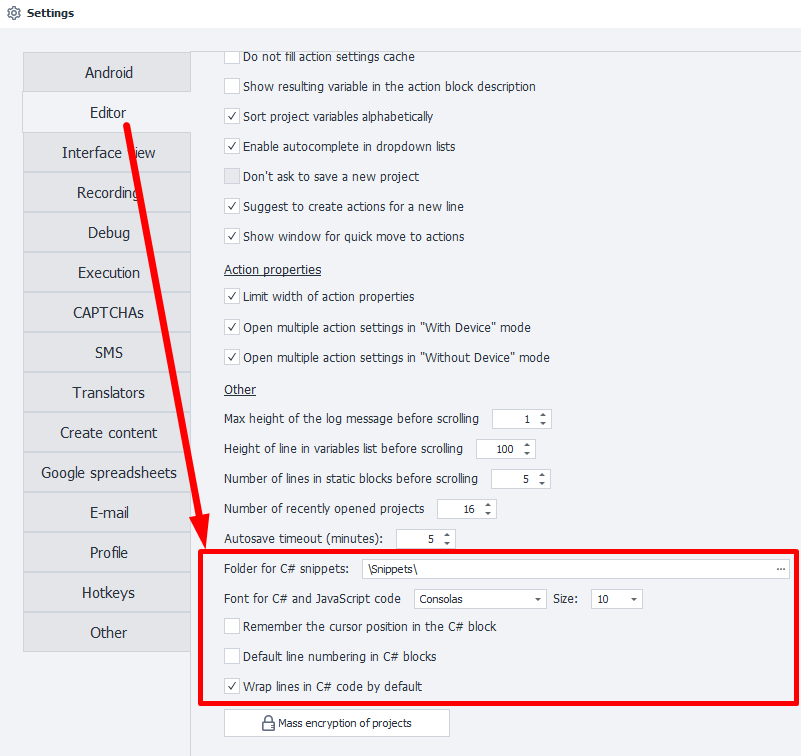 Settings
Android
Editor
Interface view
Recording
Debug
Execution
CAPTCHAs
SMS
Translators
Create content
Google spreadsheets
E-mail
Profile
Hotkeys
Other
Do not fill action settings cache
Show resulting variable in the action block description
Sort project variables alphabetically
Enable autocomplete in dropdown lists
Don't ask to save a new project
Suggest to create actions for a new line
Show window for quick move to actions
Action properties
Limit width of action properties
Open multiple action settings in "With Device" mode
Open multiple action settings in "Without Device" mode
Other
Max height of the log message before scrolling 1
Height of line in variables list before scrolling 100
Number of lines in static blocks before scrolling 5
Number of recently opened projects 16
Autosave timeout (minutes): 5
Folder for C# snippets: \Snippets\ ...
Font for C# and JavaScript code Consolas Size: 10
Remember the cursor position in the C# block
Default line numbering in C# blocks
Wrap lines in C# code by default
Mass encryption of projects